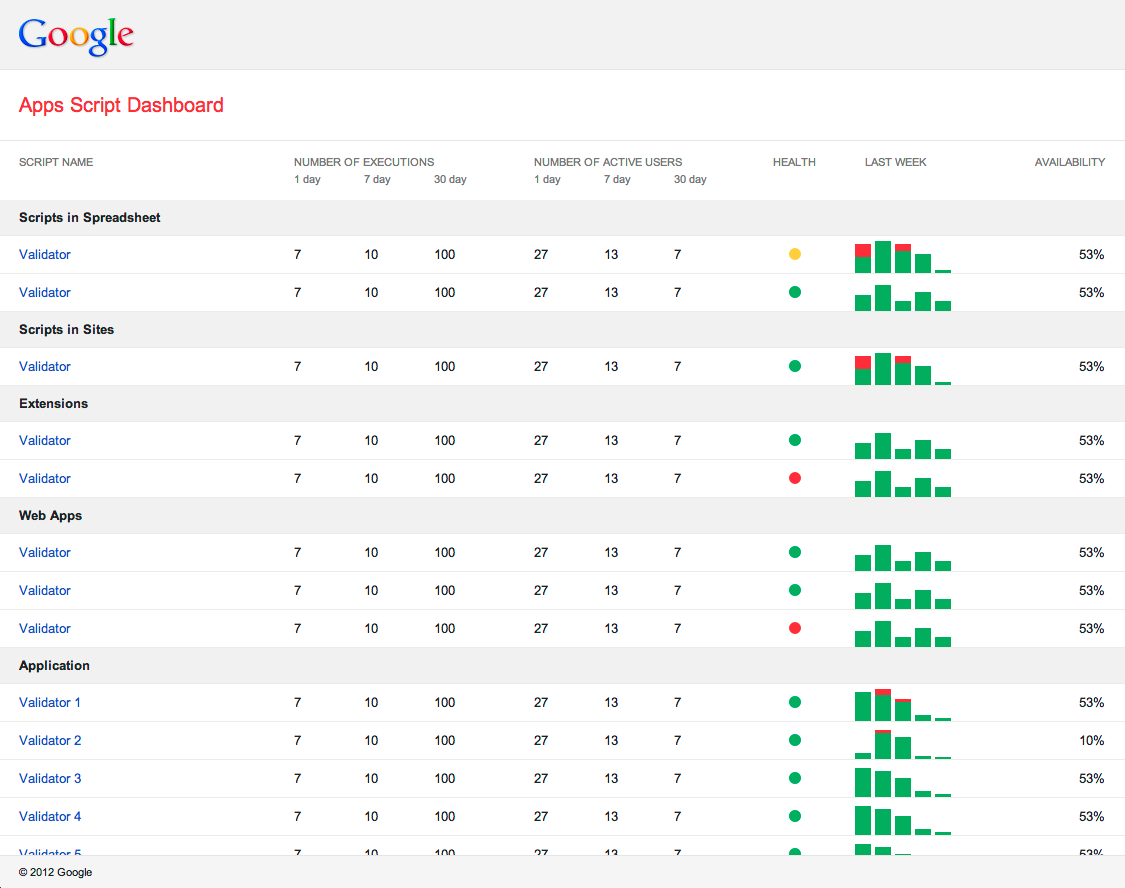 Google
Apps Script Dashboard
SCRIPT NAME NUMBER OF EXECUTIONS NUMBER OF ACTIVE USERS HEALTH LAST WEEK AVAILABILITY
1 day 7 day 30 day 1 day 7 day 30 day
Scripts in Spreadsheet
Validator 7 10 100 27 13 7 53%
Validator 7 10 100 27 13 7 53%
Scripts in Sites
Validator 7 10 100 27 13 7 53%
Extensions
Validator 7 10 100 27 13 7 53%
Validator 7 10 100 27 13 7 53%
Web Apps
Validator 7 10 100 27 13 7 53%
Validator 7 10 100 27 13 7 53%
Validator 7 10 100 27 13 7 53%
Application
Validator 1 7 10 100 27 13 7 53%
Validator 2 7 10 100 27 13 7 10%
Validator 3 7 10 100 27 13 7 53%
Validator 4 7 10 100 27 13 7 53%
Validator 5 7 10 100 27 13 7 53%
© 2012 Google